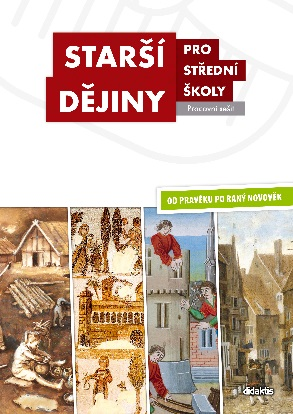 STARŠÍ
DĚJINY
PRO
STŘEDNÍ
ŠKOLY
Pracovní sešit
OD PRAVĚKU PO RANÝ NOVOVĚK
didaktis